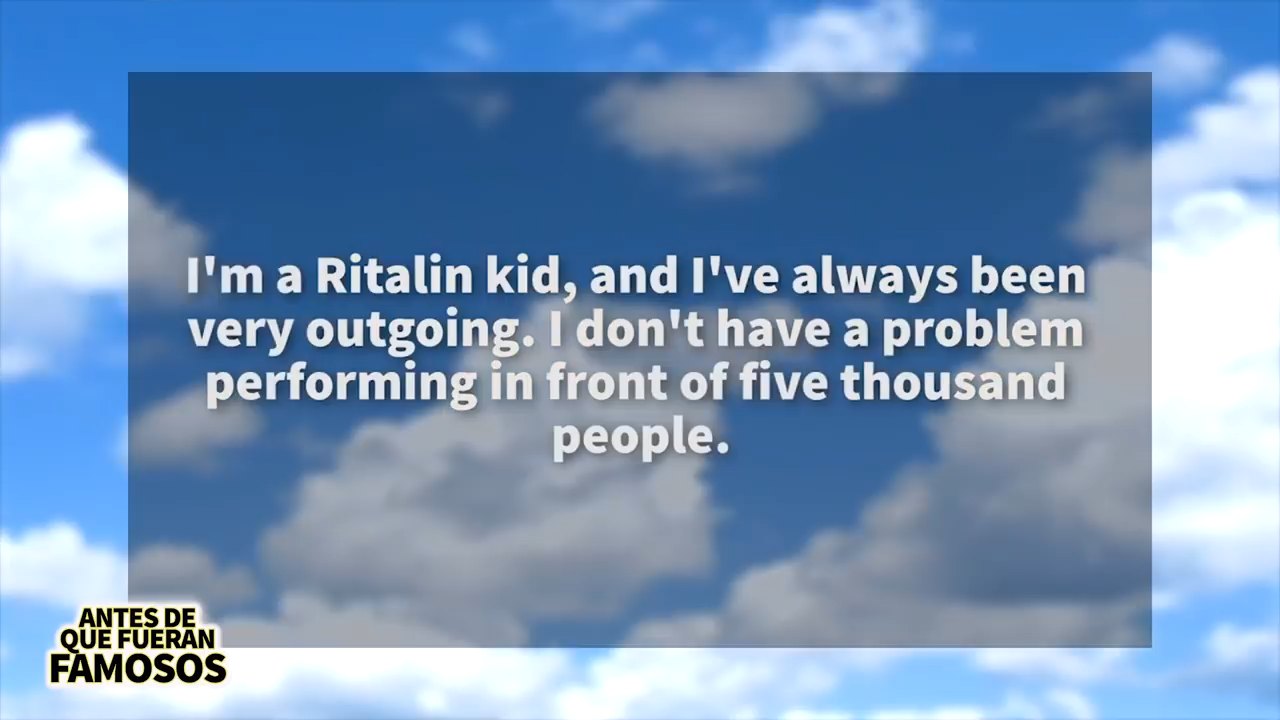 I'm a Ritalin kid, and I've always been
very outgoing. I don't have a problem
performing in front of five thousand
people.
ANTES DE
QUE FUERAN
FAMOSOS